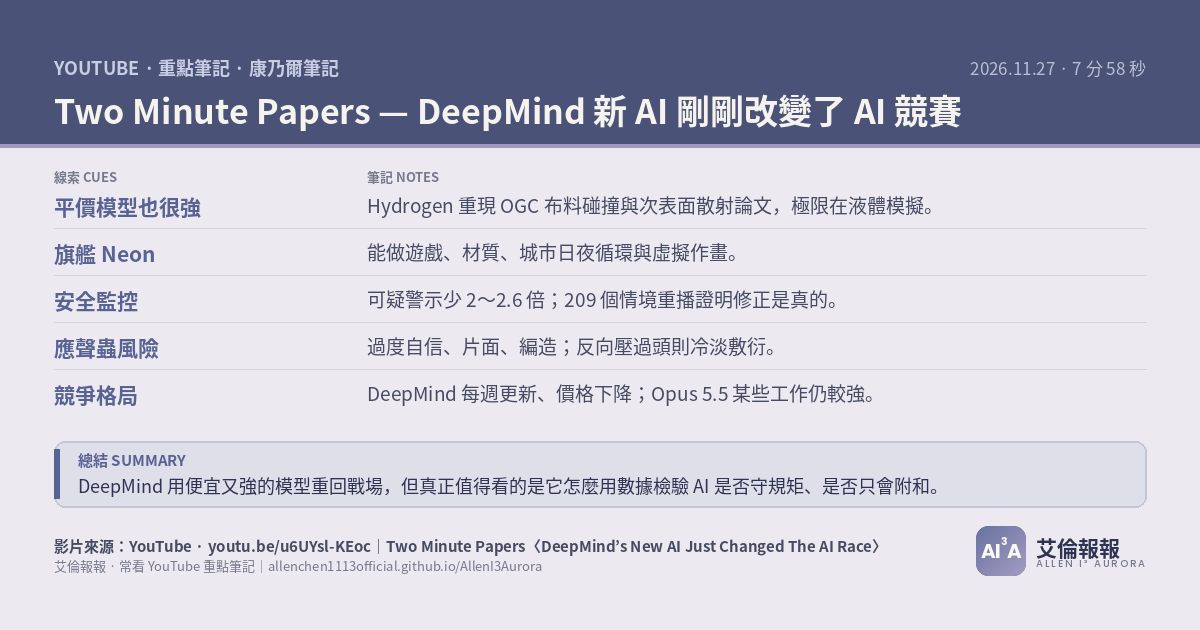 YOUTUBE · 重點筆記 · 康乃爾筆記
2026.11.27 · 7 分 58 秒
Two Minute Papers — DeepMind 新 AI 剛剛改變了 AI 競賽
線索 CUES
筆記 NOTES
平價模型也很強
Hydrogen 重現 OGC 布料碰撞與次表面散射論文，極限在液體模擬。
旗艦 Neon
能做遊戲、材質、城市日夜循環與虛擬作畫。
安全監控
可疑警示少 2～2.6 倍；209 個情境重播證明修正是真的。
應聲蟲風險
過度自信、片面、編造；反向壓過頭則冷淡敷衍。
競爭格局
DeepMind 每週更新、價格下降；Opus 5.5 某些工作仍較強。
總結 SUMMARY
DeepMind 用便宜又強的模型重回戰場，但真正值得看的是它怎麼用數據檢驗 AI 是否守規矩、是否只會附和。
影片來源：YouTube · youtu.be/u6UYsl-KEoc｜Two Minute Papers〈DeepMind’s New AI Just Changed The AI Race〉
艾倫報報 · 常看 YouTube 重點筆記｜allenchen1113official.github.io/AllenI3Aurora
AI³A
艾倫報報
ALLEN I³ AURORA